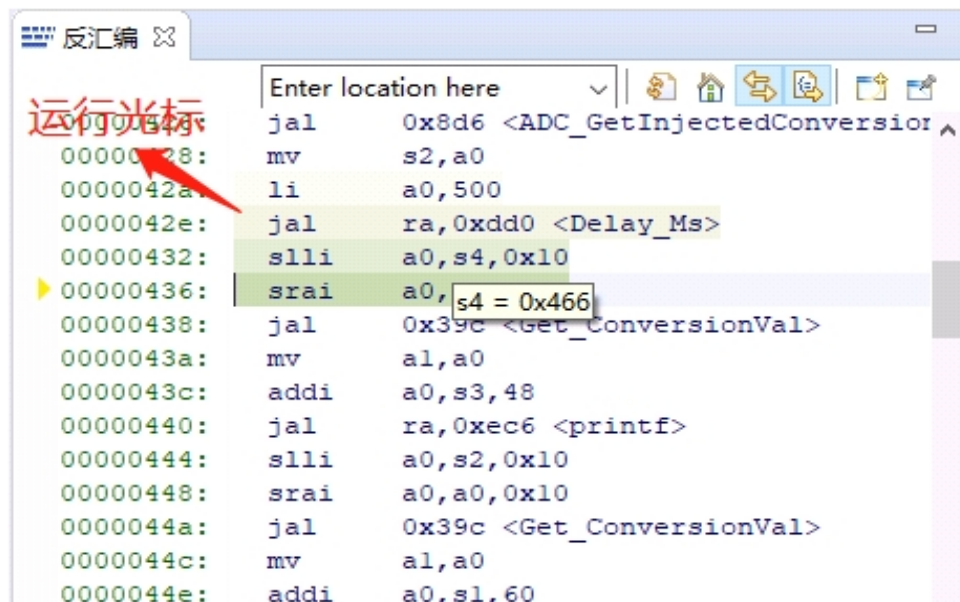 反汇编
Enter location here
运行光标
jal 0x8d6 <ADC_GetInjectedConversion
00000428: mv s2,a0
0000042a: li a0,500
0000042e: jal ra,0xdd0 <Delay_Ms>
00000432: slli a0,s4,0x10
00000436: srai a0,
s4 = 0x466
00000438: jal 0x39c <Get_ConversionVal>
0000043a: mv a1,a0
0000043c: addi a0,s3,48
00000440: jal ra,0xec6 <printf>
00000444: slli a0,s2,0x10
00000448: srai a0,a0,0x10
0000044a: jal 0x39c <Get_ConversionVal>
0000044c: mv a1,a0
0000044e: addi a0,s1,60